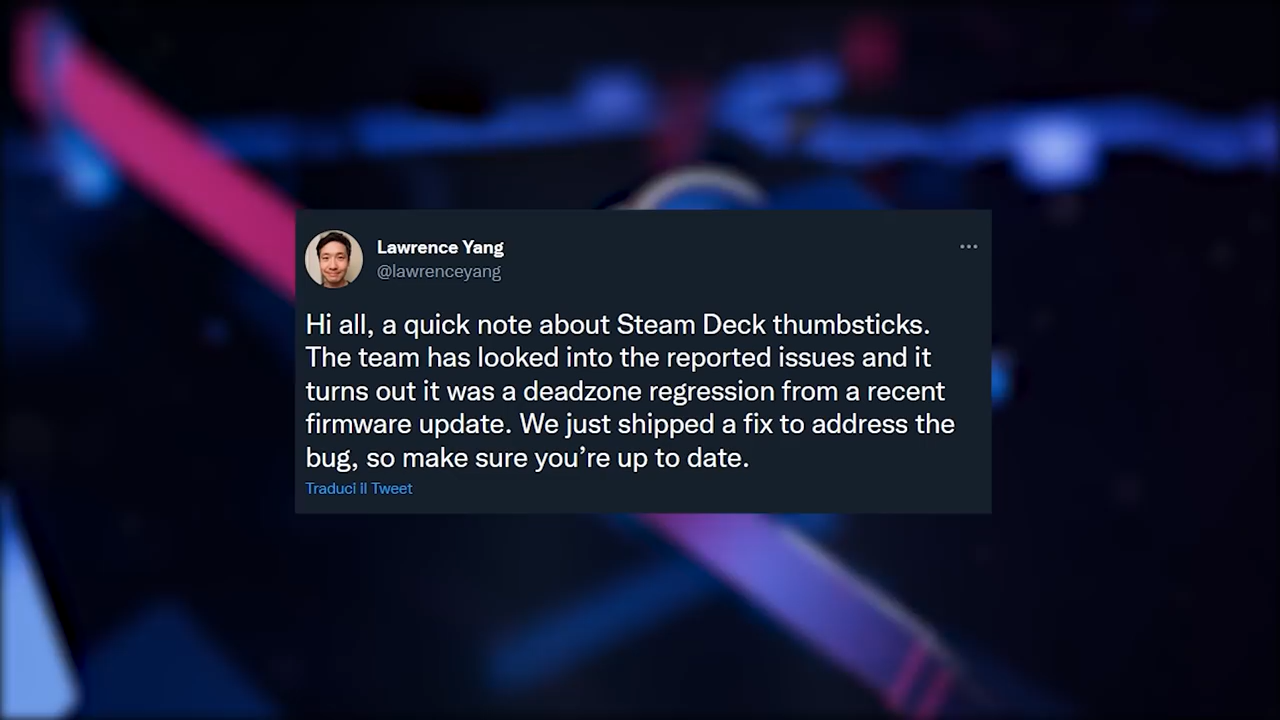 Lawrence Yang
@lawrenceyang
Hi all, a quick note about Steam Deck thumbsticks.
The team has looked into the reported issues and it
turns out it was a deadzone regression from a recent
firmware update. We just shipped a fix to address the
bug, so make sure you’re up to date.
Traduci il Tweet